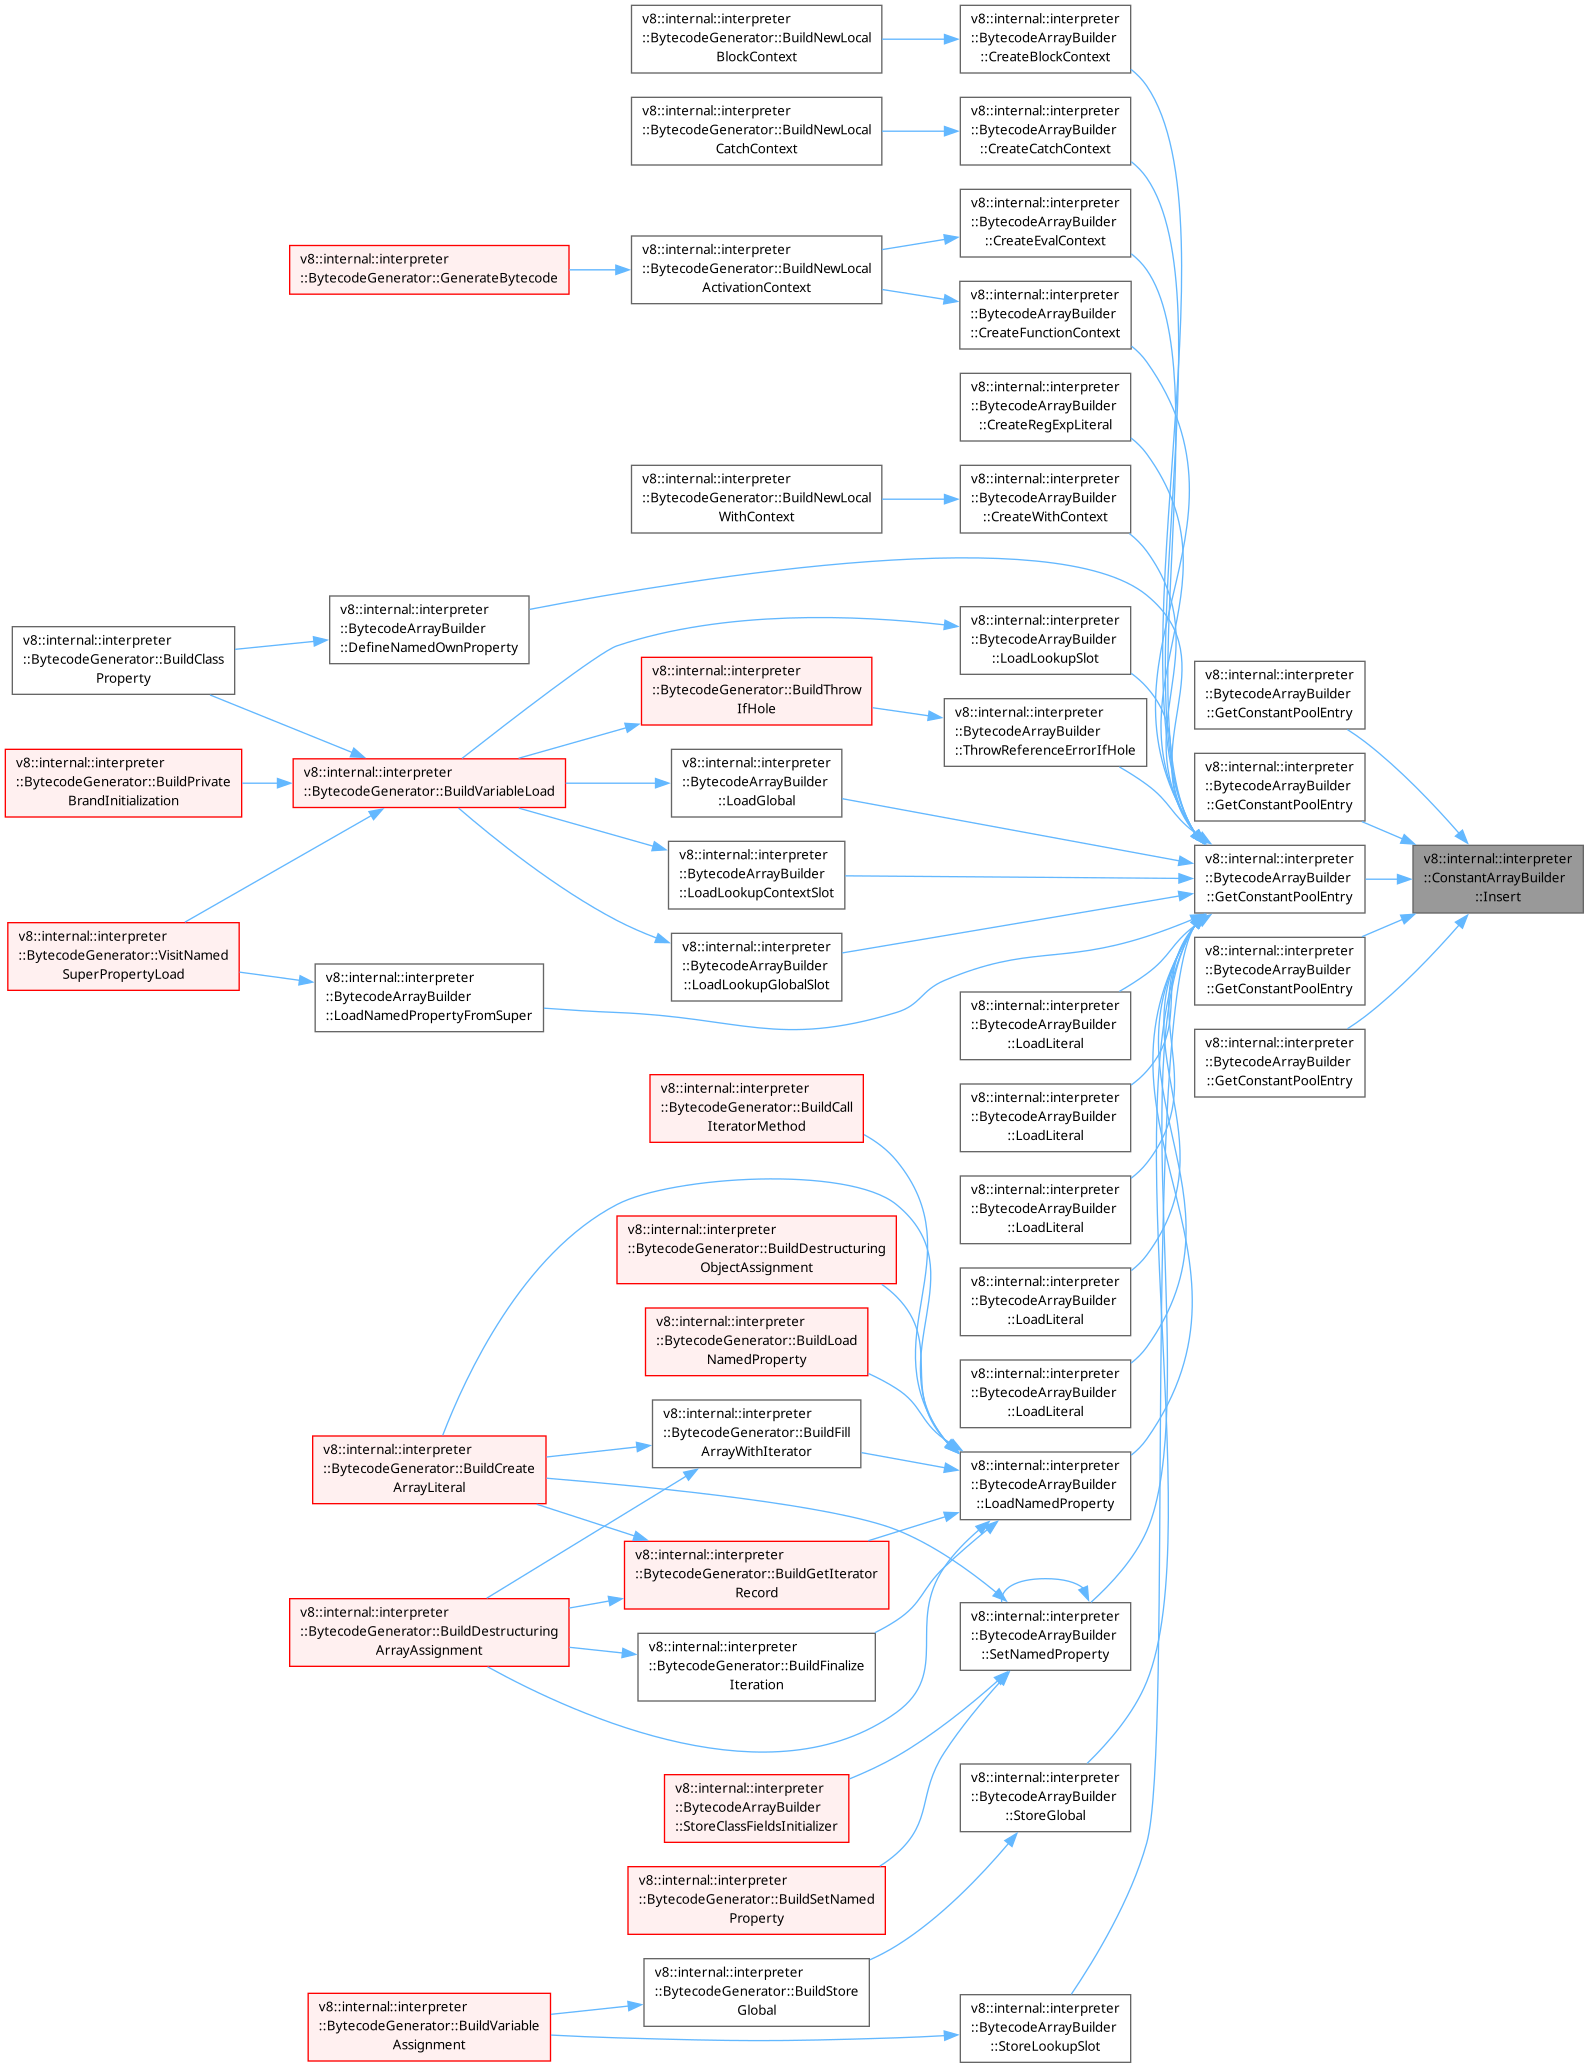 v8::internal::interpreter
::BytecodeGenerator::BuildNewLocal
BlockContext
v8::internal::interpreter
::BytecodeArrayBuilder
::CreateBlockContext
v8::internal::interpreter
::BytecodeGenerator::BuildNewLocal
CatchContext
v8::internal::interpreter
::BytecodeArrayBuilder
::CreateCatchContext
v8::internal::interpreter
::BytecodeArrayBuilder
::CreateEvalContext
v8::internal::interpreter
::BytecodeGenerator::GenerateBytecode
v8::internal::interpreter
::BytecodeGenerator::BuildNewLocal
ActivationContext
v8::internal::interpreter
::BytecodeArrayBuilder
::CreateFunctionContext
v8::internal::interpreter
::BytecodeArrayBuilder
::CreateRegExpLiteral
v8::internal::interpreter
::BytecodeGenerator::BuildNewLocal
WithContext
v8::internal::interpreter
::BytecodeArrayBuilder
::CreateWithContext
v8::internal::interpreter
::BytecodeGenerator::BuildClass
Property
v8::internal::interpreter
::BytecodeArrayBuilder
::DefineNamedOwnProperty
v8::internal::interpreter
::BytecodeArrayBuilder
::LoadLookupSlot
v8::internal::interpreter
::BytecodeGenerator::BuildThrow
IfHole
v8::internal::interpreter
::BytecodeArrayBuilder
::ThrowReferenceErrorIfHole
v8::internal::interpreter
::BytecodeArrayBuilder
::GetConstantPoolEntry
v8::internal::interpreter
::BytecodeGenerator::BuildPrivate
BrandInitialization
v8::internal::interpreter
::BytecodeGenerator::BuildVariableLoad
v8::internal::interpreter
::BytecodeArrayBuilder
::LoadGlobal
v8::internal::interpreter
::BytecodeArrayBuilder
::GetConstantPoolEntry
v8::internal::interpreter
::BytecodeArrayBuilder
::LoadLookupContextSlot
v8::internal::interpreter
::BytecodeArrayBuilder
::GetConstantPoolEntry
v8::internal::interpreter
::ConstantArrayBuilder
::Insert
v8::internal::interpreter
::BytecodeGenerator::VisitNamed
SuperPropertyLoad
v8::internal::interpreter
::BytecodeArrayBuilder
::LoadNamedPropertyFromSuper
v8::internal::interpreter
::BytecodeArrayBuilder
::LoadLookupGlobalSlot
v8::internal::interpreter
::BytecodeArrayBuilder
::GetConstantPoolEntry
v8::internal::interpreter
::BytecodeArrayBuilder
::LoadLiteral
v8::internal::interpreter
::BytecodeArrayBuilder
::GetConstantPoolEntry
v8::internal::interpreter
::BytecodeGenerator::BuildCall
IteratorMethod
v8::internal::interpreter
::BytecodeArrayBuilder
::LoadLiteral
v8::internal::interpreter
::BytecodeArrayBuilder
::LoadLiteral
v8::internal::interpreter
::BytecodeGenerator::BuildDestructuring
ObjectAssignment
v8::internal::interpreter
::BytecodeArrayBuilder
::LoadLiteral
v8::internal::interpreter
::BytecodeGenerator::BuildLoad
NamedProperty
v8::internal::interpreter
::BytecodeArrayBuilder
::LoadLiteral
v8::internal::interpreter
::BytecodeGenerator::BuildCreate
ArrayLiteral
v8::internal::interpreter
::BytecodeGenerator::BuildFill
ArrayWithIterator
v8::internal::interpreter
::BytecodeArrayBuilder
::LoadNamedProperty
v8::internal::interpreter
::BytecodeGenerator::BuildGetIterator
Record
v8::internal::interpreter
::BytecodeGenerator::BuildDestructuring
ArrayAssignment
v8::internal::interpreter
::BytecodeGenerator::BuildFinalize
Iteration
v8::internal::interpreter
::BytecodeArrayBuilder
::SetNamedProperty
v8::internal::interpreter
::BytecodeArrayBuilder
::StoreClassFieldsInitializer
v8::internal::interpreter
::BytecodeArrayBuilder
::StoreGlobal
v8::internal::interpreter
::BytecodeGenerator::BuildSetNamed
Property
v8::internal::interpreter
::BytecodeGenerator::BuildStore
Global
v8::internal::interpreter
::BytecodeGenerator::BuildVariable
Assignment
v8::internal::interpreter
::BytecodeArrayBuilder
::StoreLookupSlot